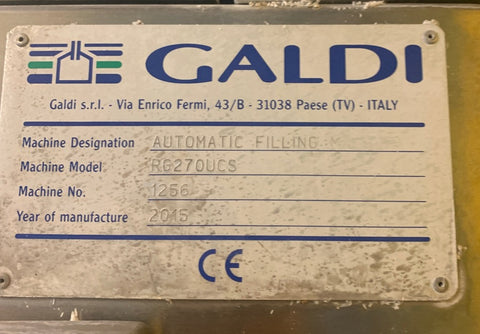 GALDI
Galdi s.r.l. - Via Enrico Fermi, 43/B - 31038 Paese (TV) - ITALY
Machine Designation AUTOMATIC FILLING
Machine Model RG270UCS
Machine No. 1256
Year of manufacture 2015
CE